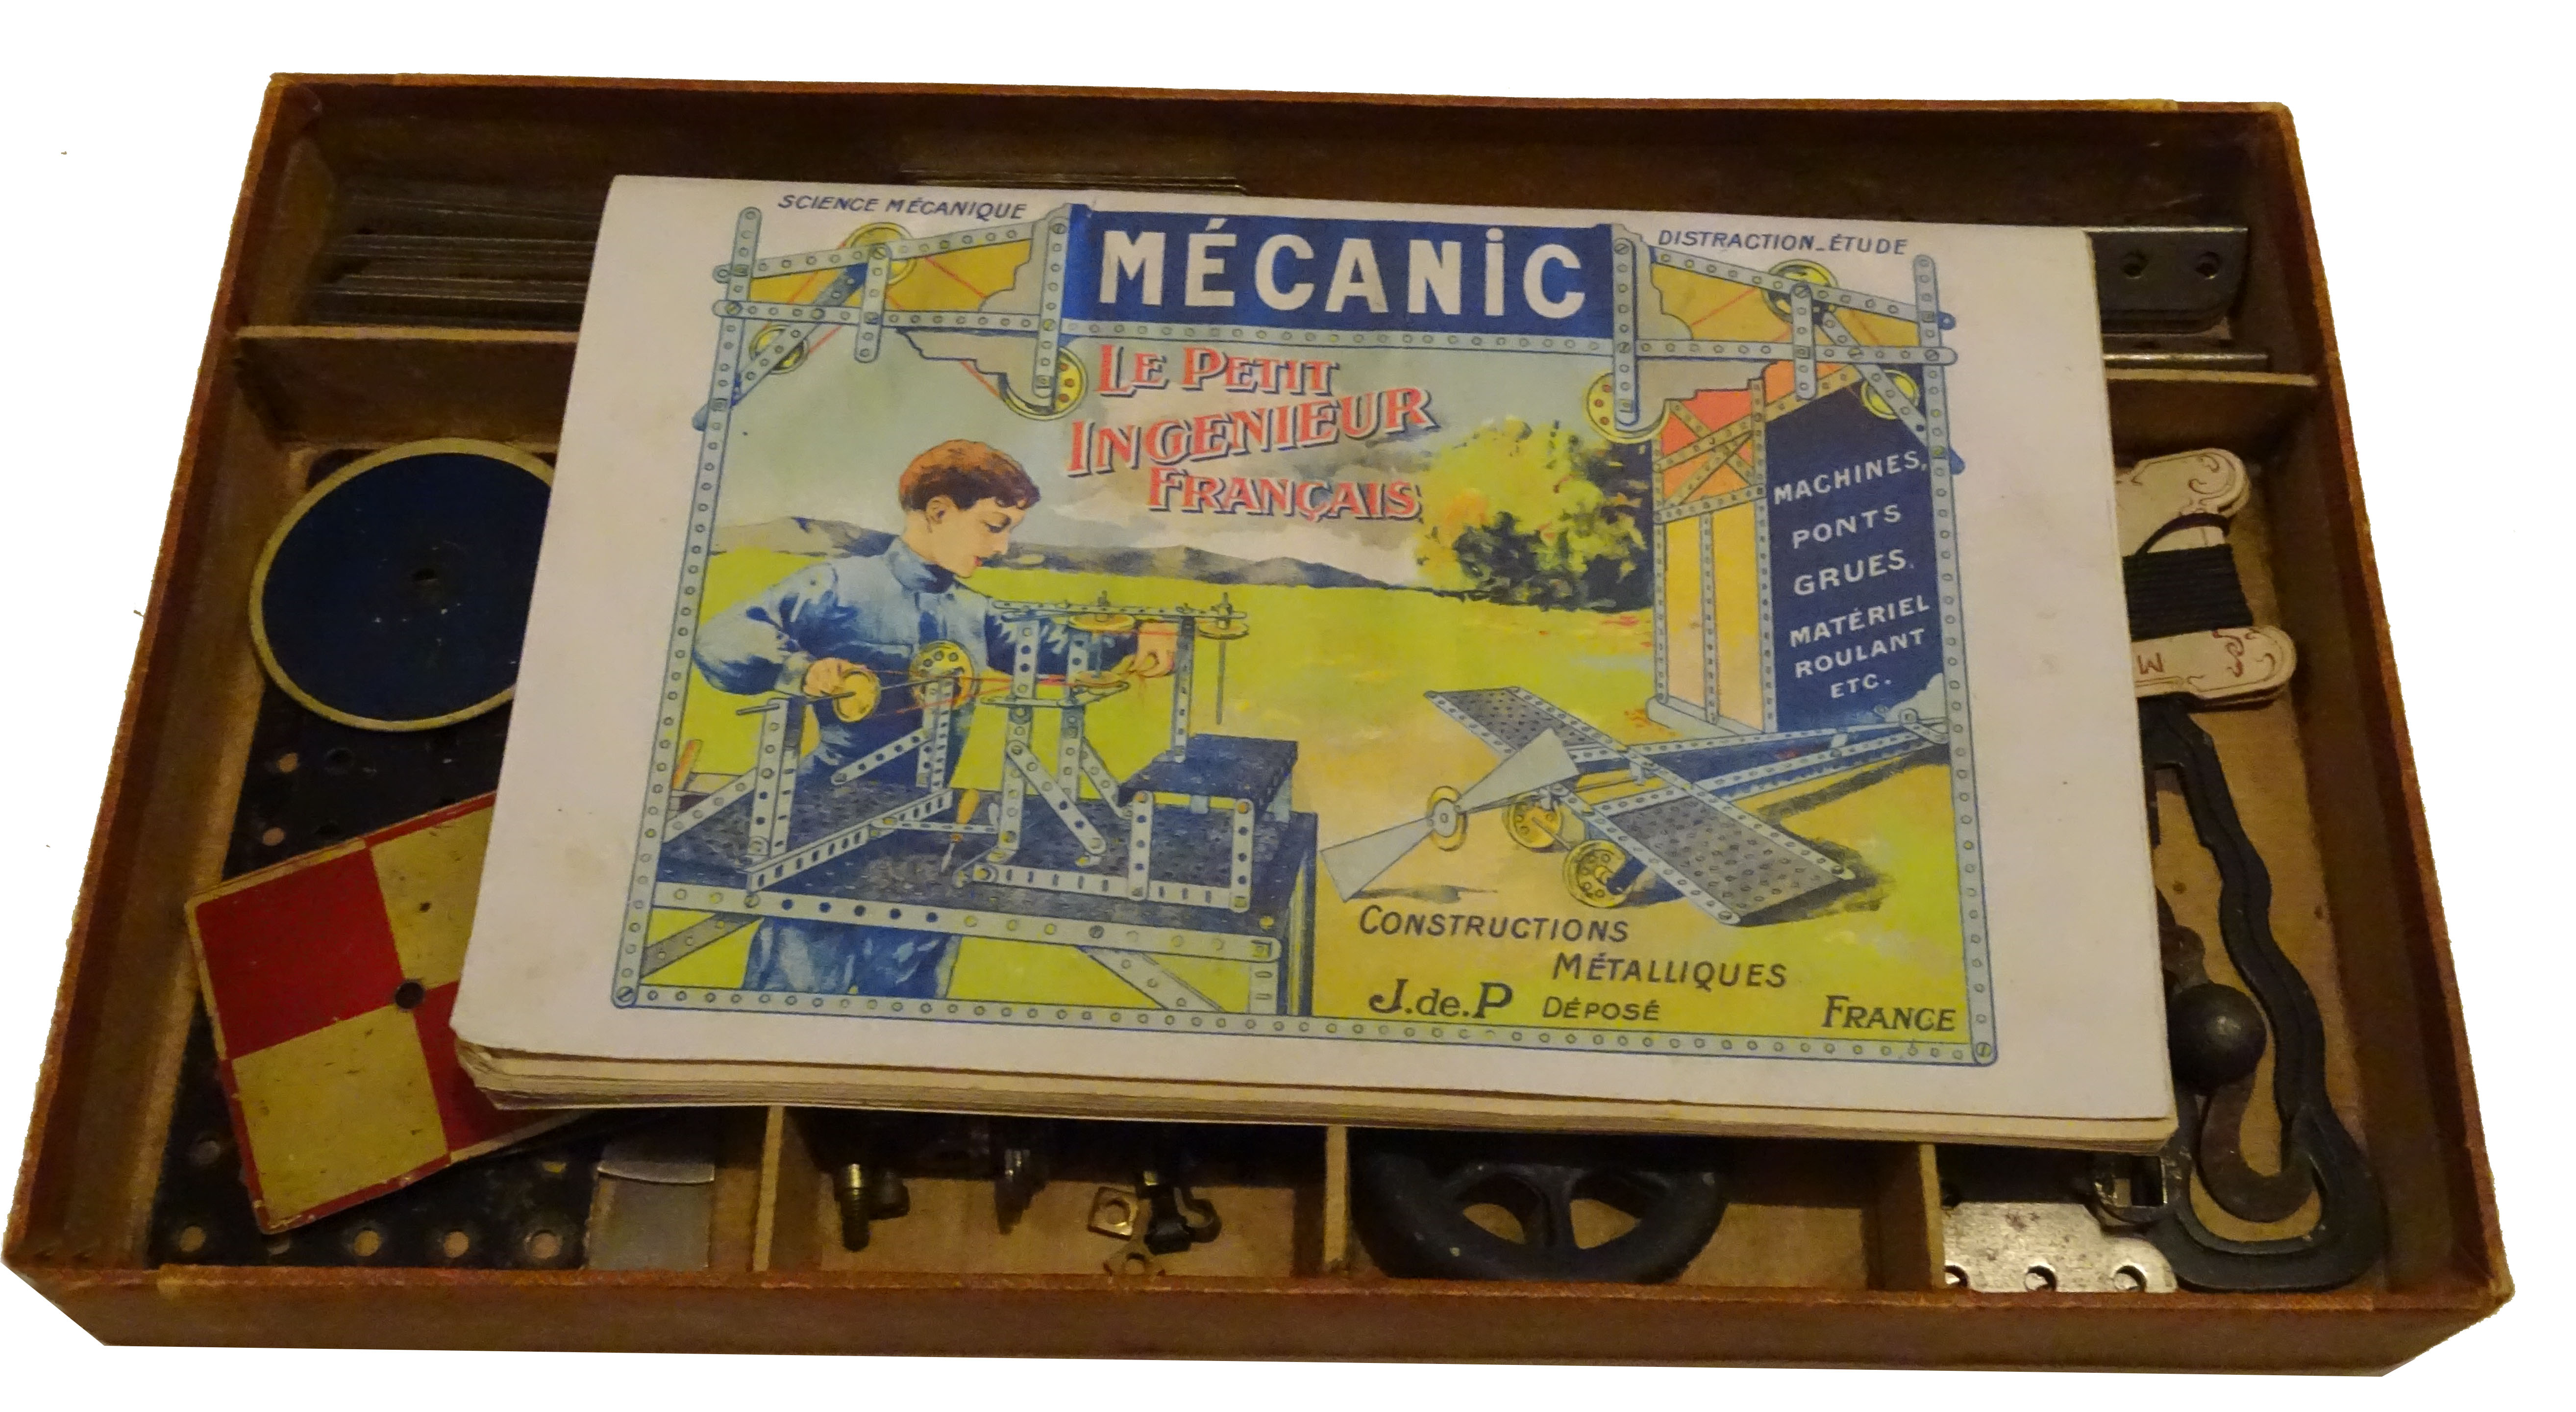 SCIENCE MÉCANIQUE
MÉCANIC
DISTRACTION_ÉTUDE
LE PETIT
INGENIEUR
FRANÇAIS
MACHINES,
PONTS
GRUES.
MATÉRIEL
ROULANT
ETC.
CONSTRUCTIONS
MÉTALLIQUES
J.de.P DÉPOSÉ
FRANCE